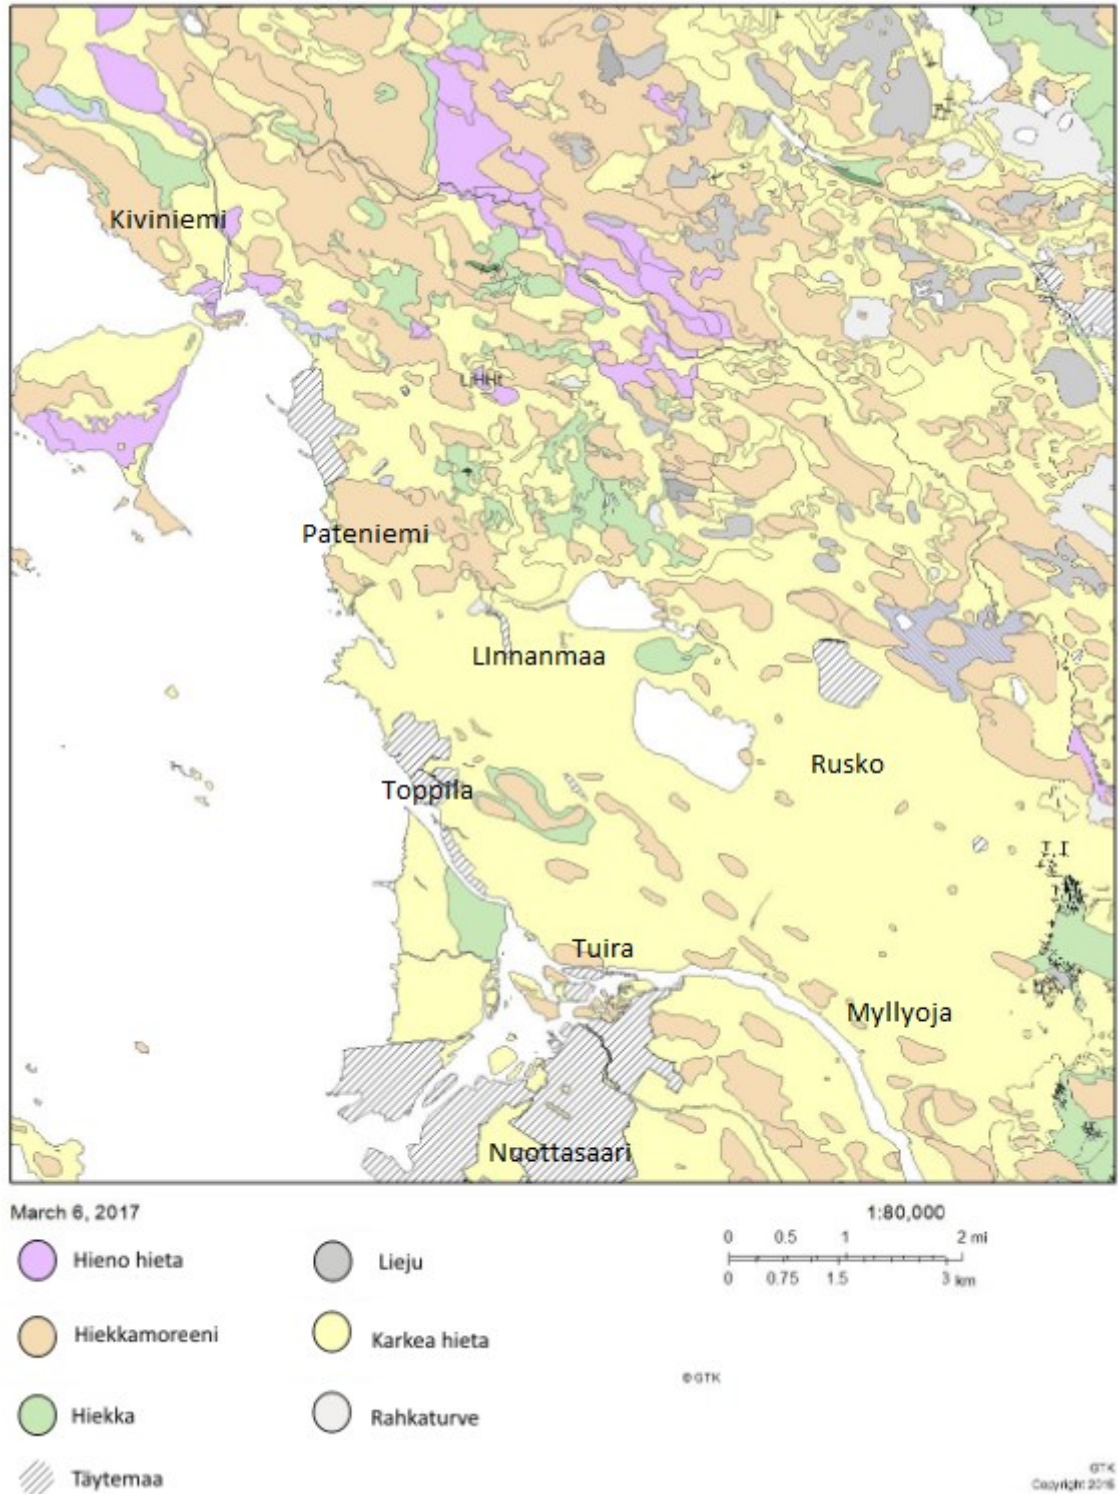 Kiviniemi
LjHHt
Pateniemi
LInnanmaa
Rusko
Toppila
Tuira
Myllyoja
Nuottasaari
March 6, 2017
1:80,000
0 0.5 1 2 mi
0 0.75 1.5 3 km
Hieno hieta
Lieju
Hiekkamoreeni
Karkea hieta
© GTK
Hiekka
Rahkaturve
Täytemaa
GTK
Copyright 2016